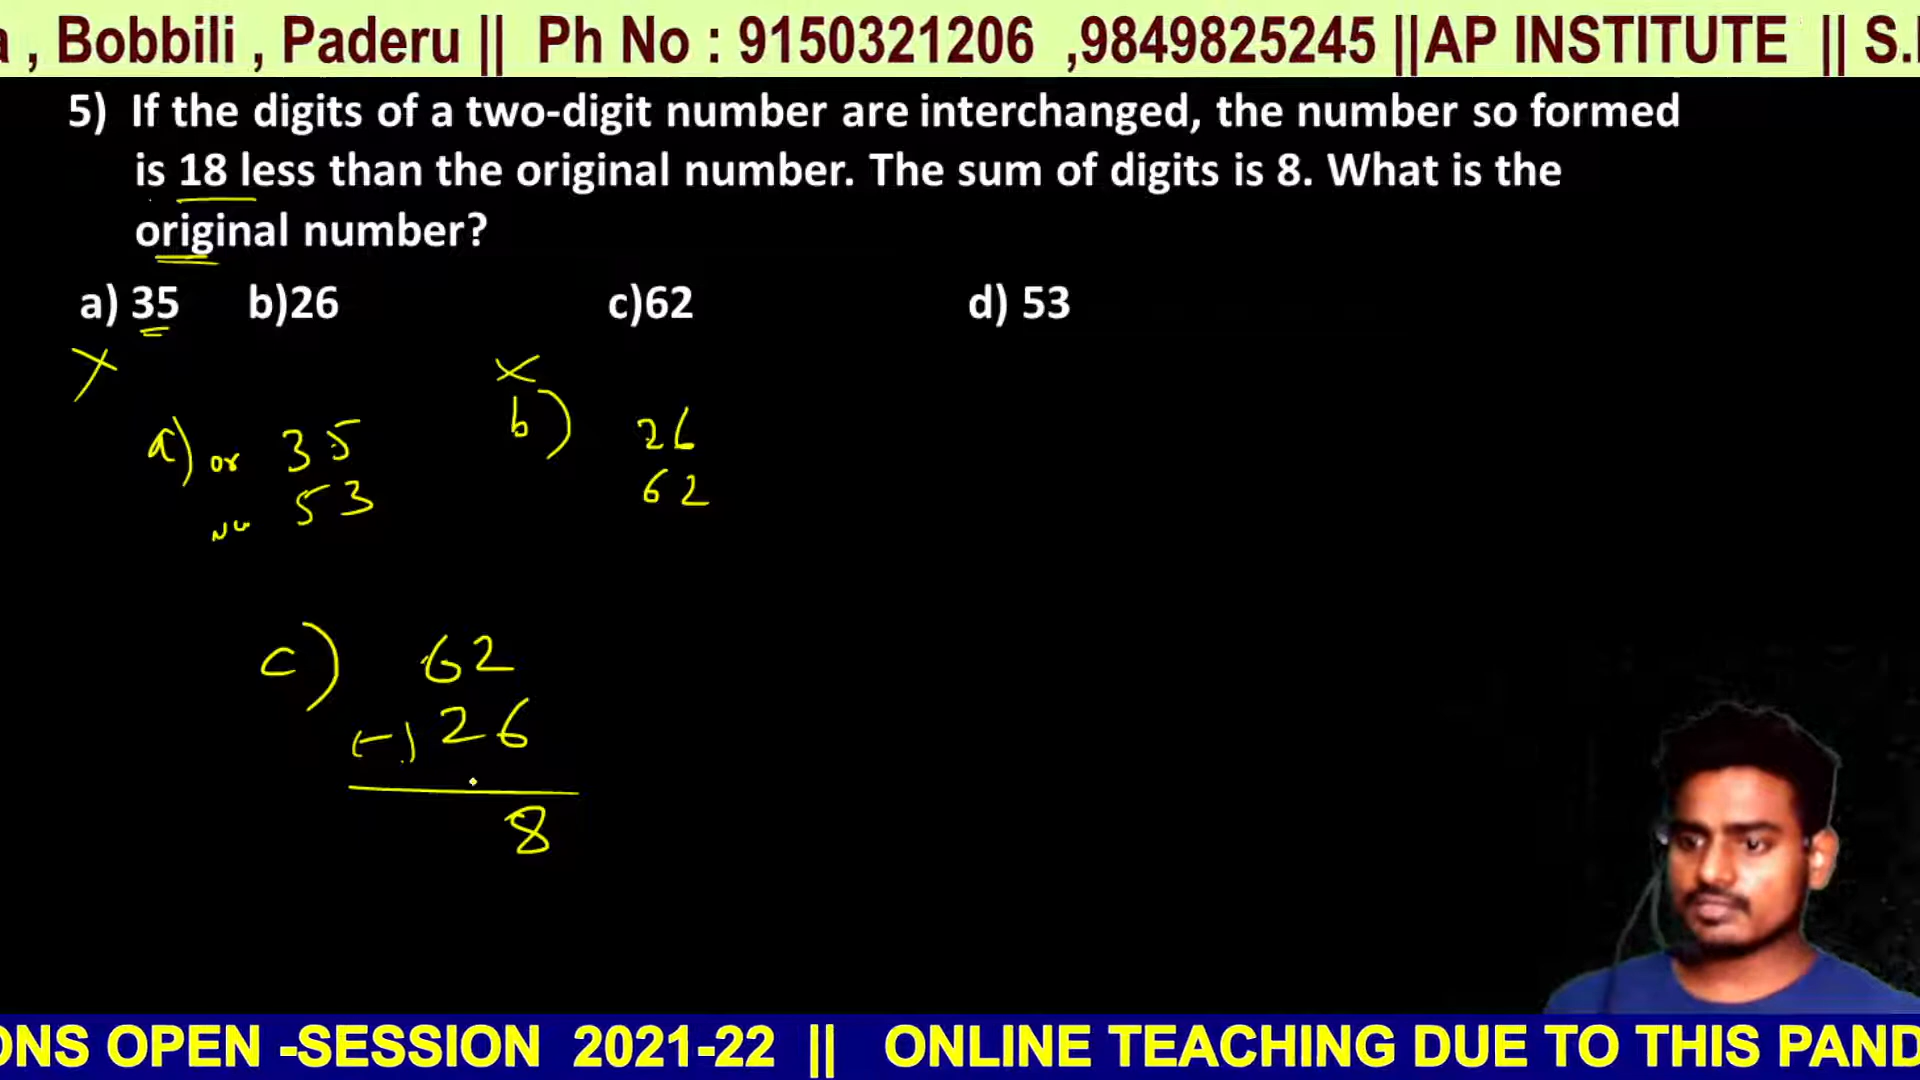 a , Bobbili , Paderu || Ph No : 9150321206 ,9849825245 ||AP INSTITUTE || S.
5) If the digits of a two-digit number are interchanged, the number so formed
is 18 less than the original number. The sum of digits is 8. What is the
original number?
a) 35 b)26 c)62 d) 53
a) or 35
53
b) 26
62
c) 62
(-) 26
8
ONS OPEN -SESSION 2021-22 || ONLINE TEACHING DUE TO THIS PAND